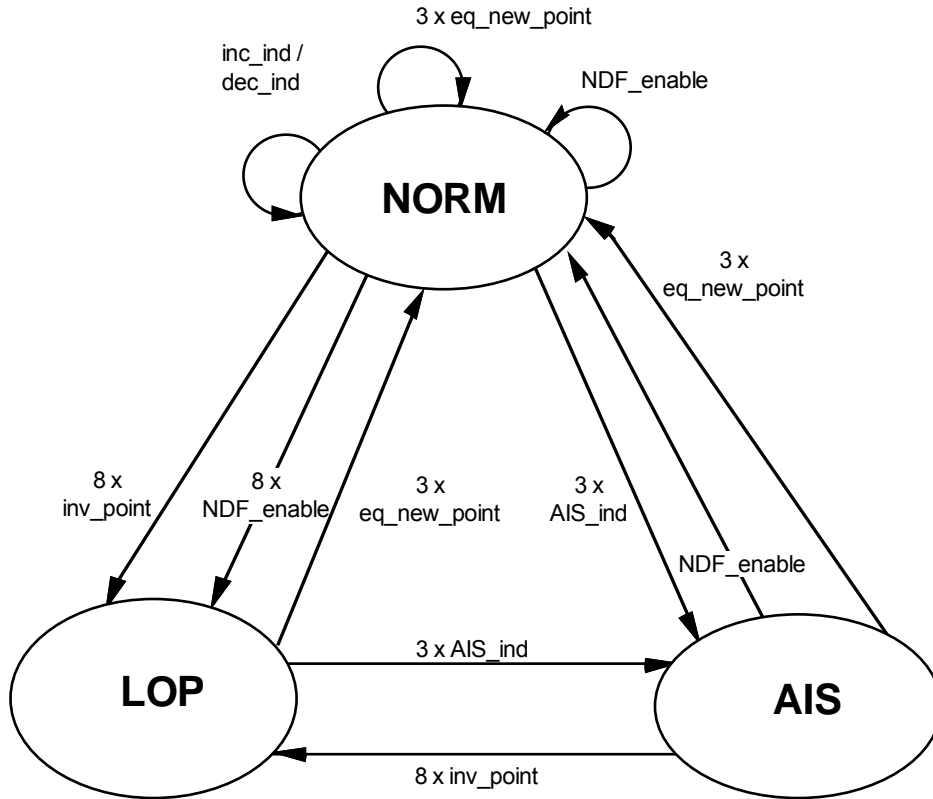 3 x eq_new_point
inc_ind /
dec_ind
NDF_enable
NORM
3 x
eq_new_point
8 x
inv_point
8 x
NDF_enable
3 x
eq_new_point
3 x
AIS_ind
NDF_enable
3 x AIS_ind
LOP
AIS
8 x inv_point